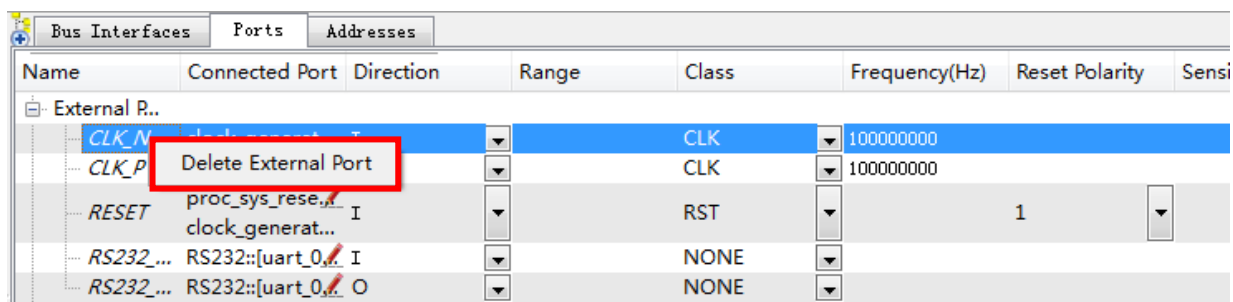 Bus Interfaces Ports Addresses
Name Connected Port Direction Range Class Frequency(Hz) Reset Polarity Sensi
External P...
CLK_N I CLK 100000000
Delete External Port
CLK_P CLK 100000000
RESET proc_sys_rese... I RST 1
clock_generat...
RS232_... RS232::[uart_0... I NONE
RS232_... RS232::[uart_0... O NONE